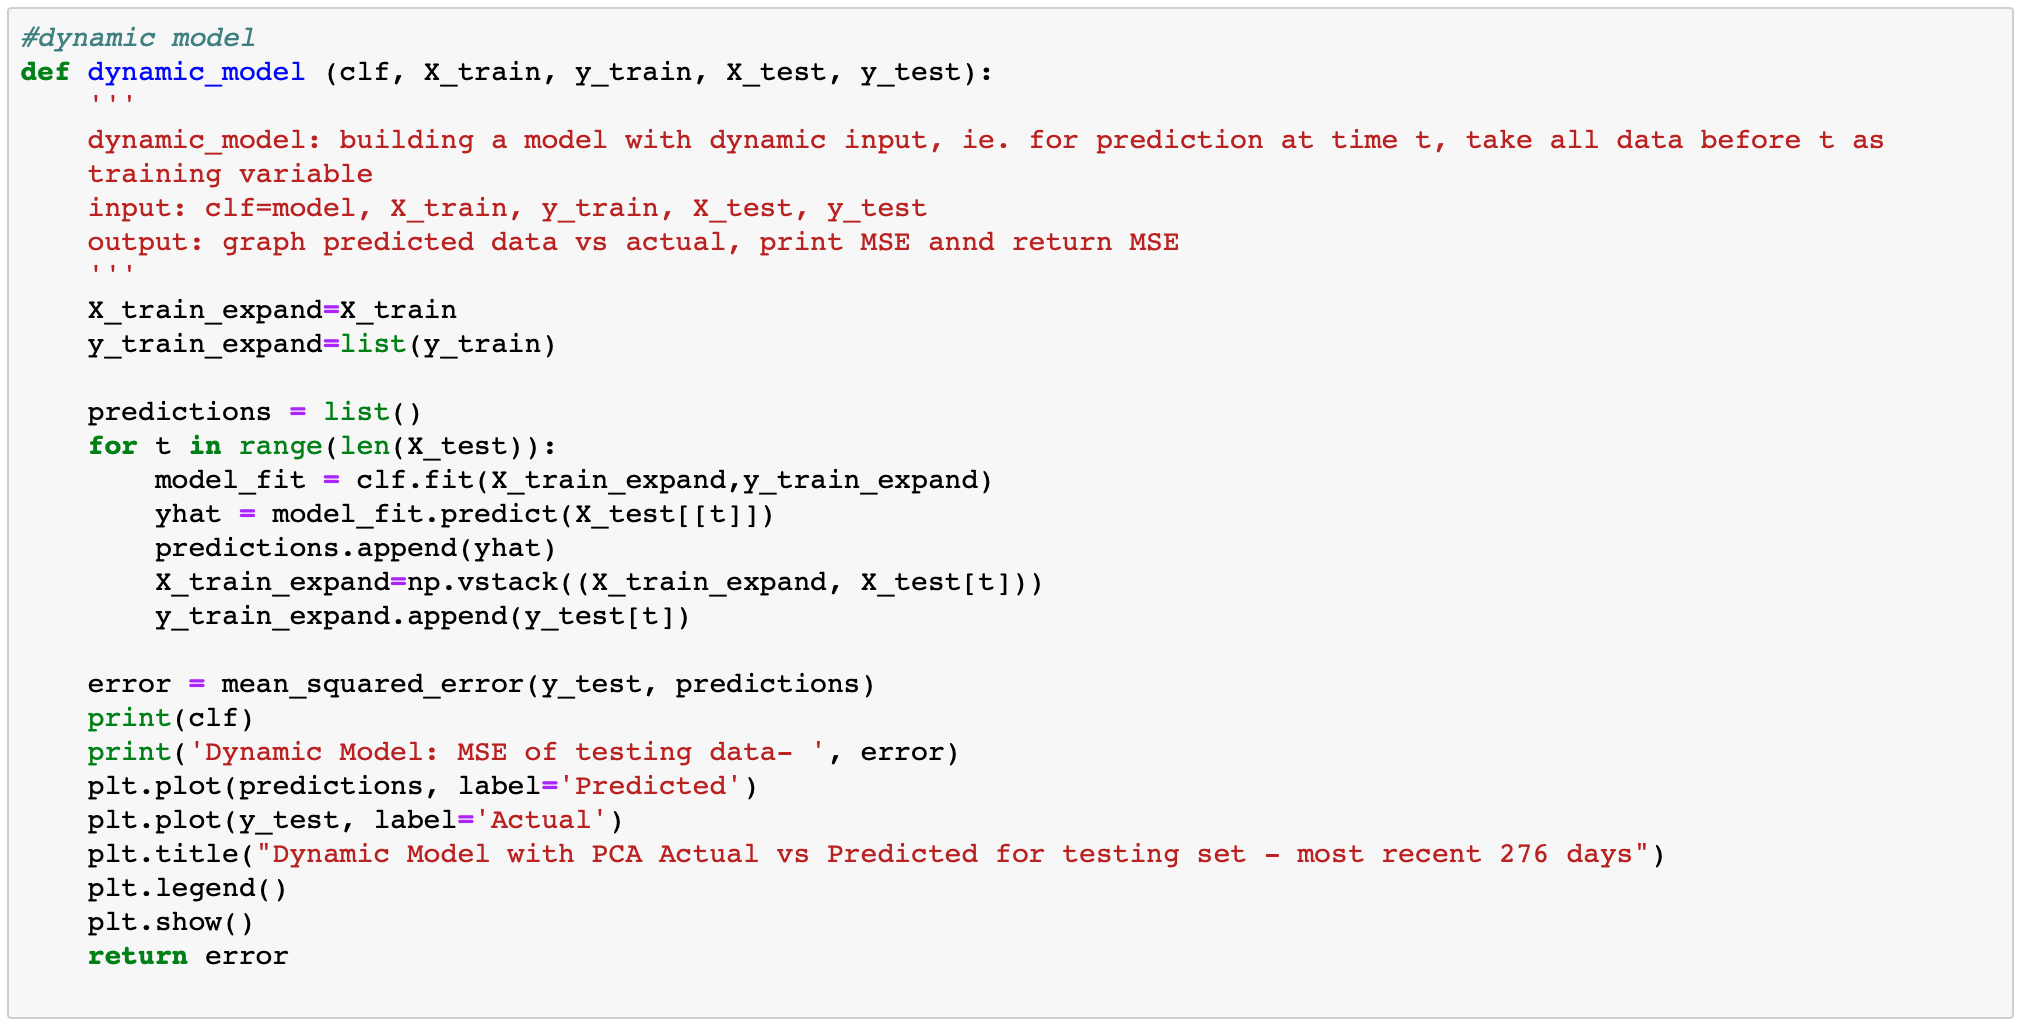 #dynamic model
def dynamic_model (clf, X_train, y_train, X_test, y_test):
    '''
    dynamic_model: building a model with dynamic input, ie. for prediction at time t, take all data before t as
    training variable
    input: clf=model, X_train, y_train, X_test, y_test
    output: graph predicted data vs actual, print MSE annd return MSE
    '''
    X_train_expand=X_train
    y_train_expand=list(y_train)

    predictions = list()
    for t in range(len(X_test)):
        model_fit = clf.fit(X_train_expand,y_train_expand)
        yhat = model_fit.predict(X_test[[t]])
        predictions.append(yhat)
        X_train_expand=np.vstack((X_train_expand, X_test[t]))
        y_train_expand.append(y_test[t])

    error = mean_squared_error(y_test, predictions)
    print(clf)
    print('Dynamic Model: MSE of testing data- ', error)
    plt.plot(predictions, label='Predicted')
    plt.plot(y_test, label='Actual')
    plt.title("Dynamic Model with PCA Actual vs Predicted for testing set - most recent 276 days")
    plt.legend()
    plt.show()
    return error